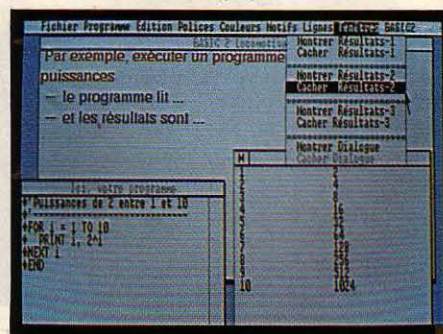 Fichier Programme Edition Polices Couleurs Motifs Lignes Fenêtres BASIC2
BASIC 2 Locomotive
Montrer Résultats-1
Cacher Résultats-1
Montrer Résultats-2
Cacher Résultats-2
Montrer Résultats-3
Cacher Résultats-3
Montrer Dialogue
Cacher Dialogue
Par exemple, exécuter un programme
puissances
— le programme lit ...
— et les résultats sont ...
Ici, votre programme
'Puissances de 2 entre 1 et 10
FOR i = 1 TO 10
PRINT i, 2^i
NEXT i
END
1 2
2 4
3 8
4 16
5 32
6 64
7 128
8 256
9 512
10 1024